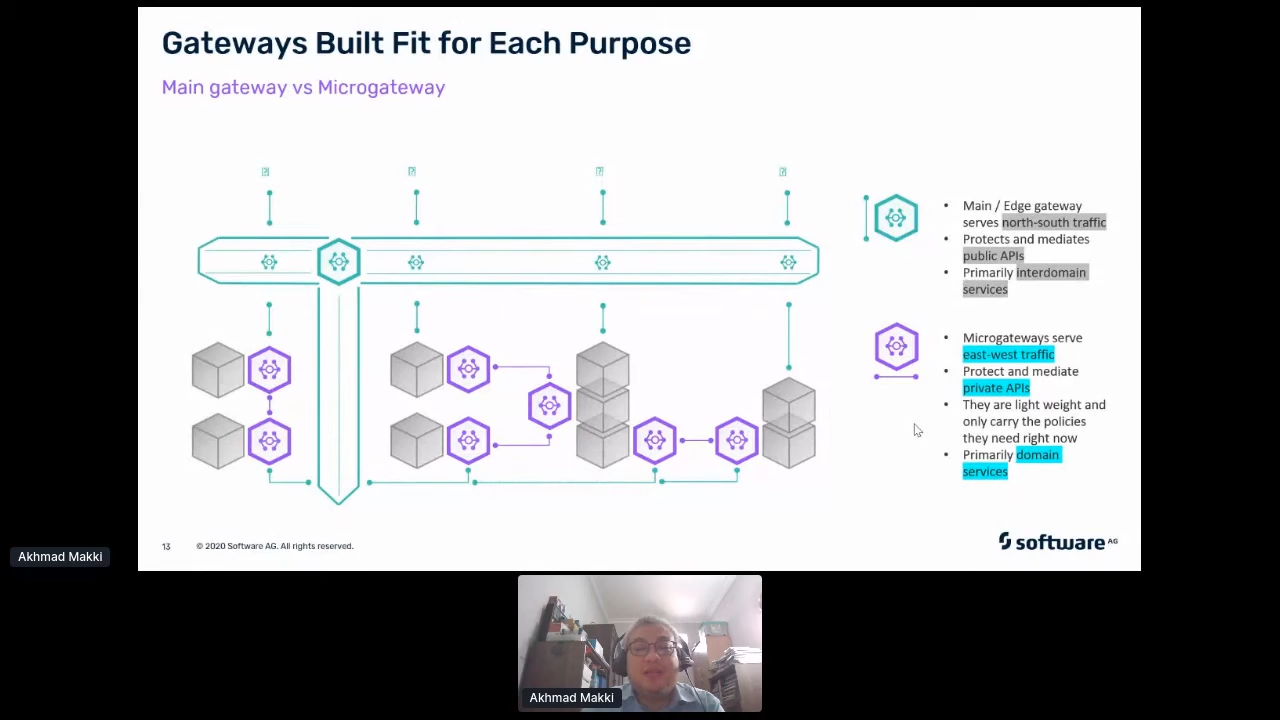 Gateways Built Fit for Each Purpose
Main gateway vs Microgateway
• Main / Edge gateway
serves north-south traffic
• Protects and mediates
public APIs
• Primarily interdomain
services
• Microgateways serve
east-west traffic
• Protect and mediate
private APIs
• They are light weight and
only carry the policies
they need right now
• Primarily domain
services
13
© 2020 Software AG. All rights reserved.
software AG
Akhmad Makki
Akhmad Makki